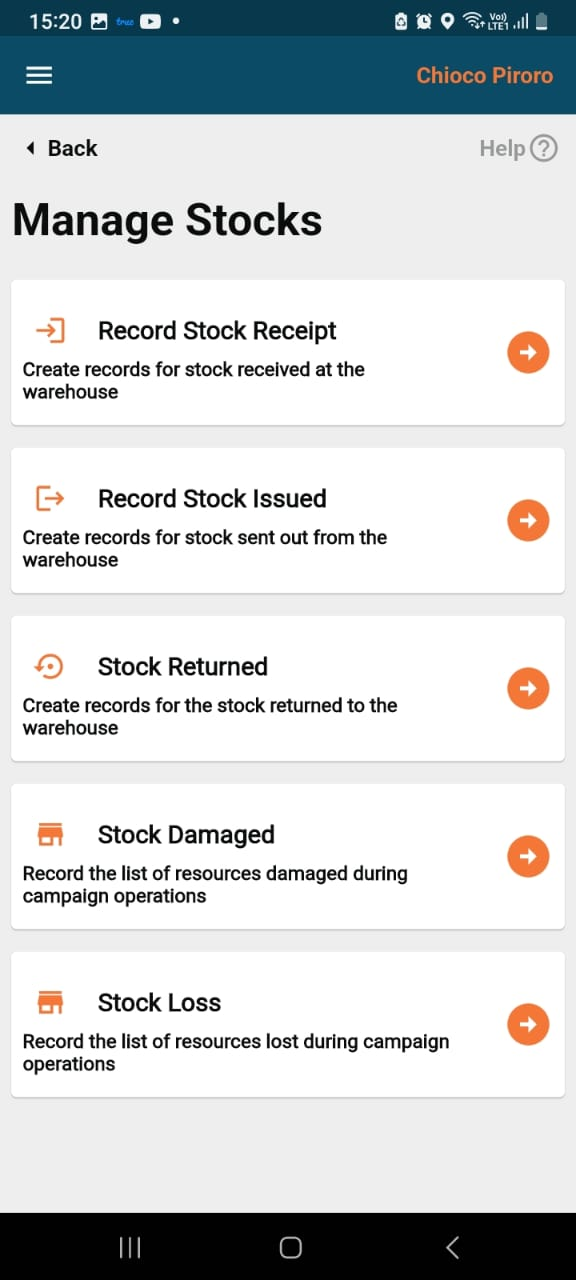 15:20 true Vo)) LTE1
Chioco Piroro
Back Help ?
Manage Stocks
Record Stock Receipt
Create records for stock received at the
warehouse
Record Stock Issued
Create records for stock sent out from the
warehouse
Stock Returned
Create records for the stock returned to the
warehouse
Stock Damaged
Record the list of resources damaged during
campaign operations
Stock Loss
Record the list of resources lost during campaign
operations